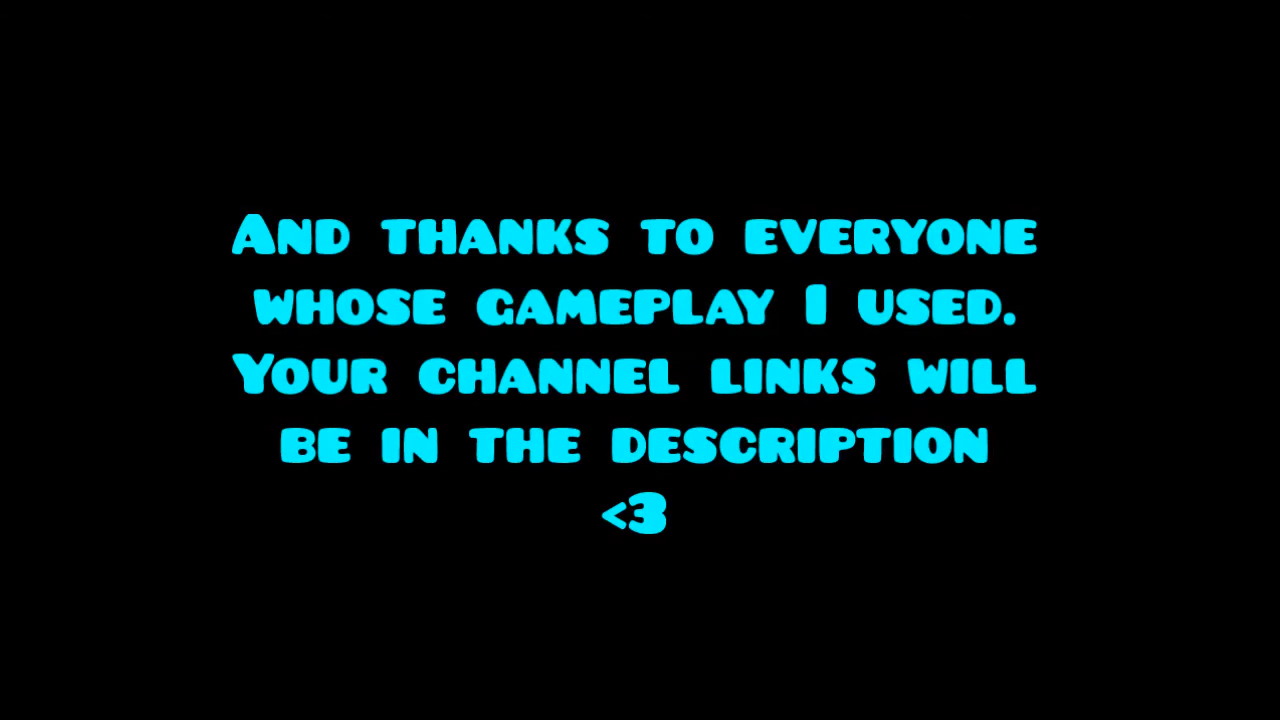 And thanks to everyone
whose gameplay I used.
Your channel links will
be in the description
<3